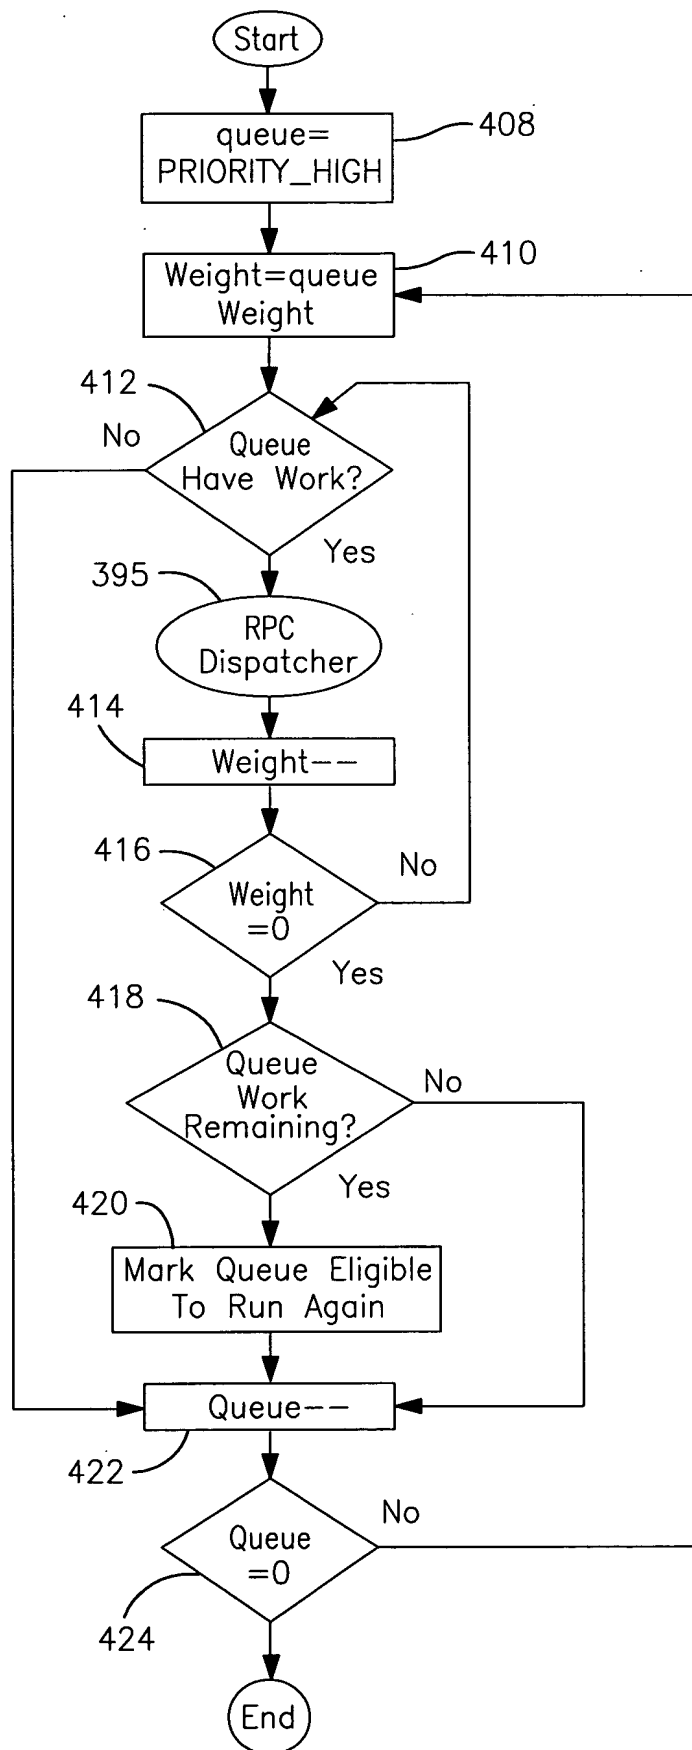 Start
queue=
PRIORITY_HIGH
408
Weight=queue
Weight
410
412
No
Queue
Have Work?
Yes
395
RPC
Dispatcher
414
Weight--
416
No
Weight
=0
Yes
418
Queue
Work
Remaining?
No
Yes
420
Mark Queue Eligible
To Run Again
Queue--
422
No
Queue
=0
424
End